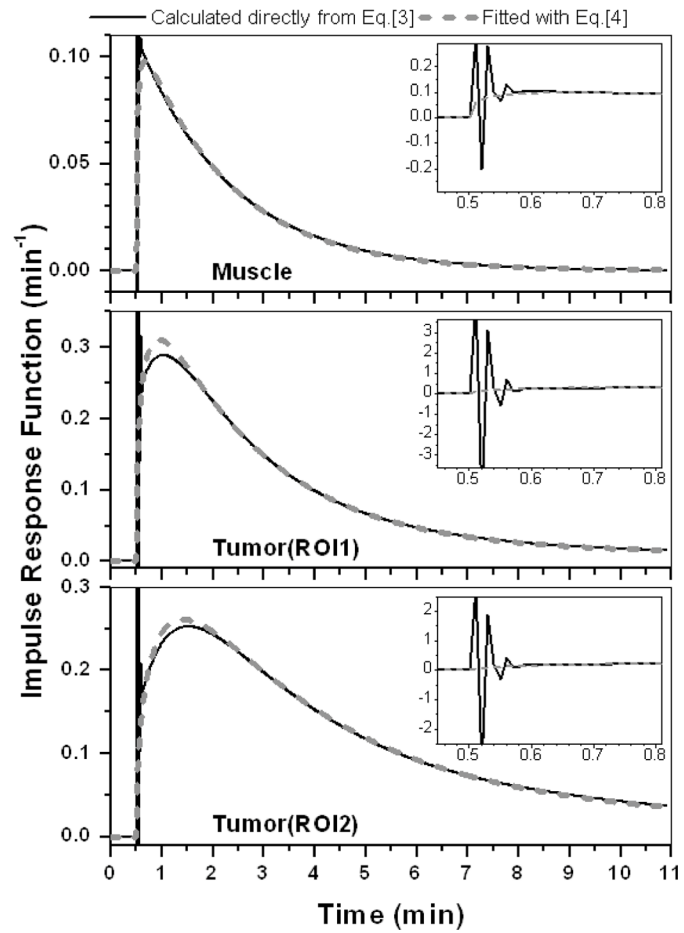 Calculated directly from Eq.[3] Fitted with Eq.[4]
Impulse Response Function (min-1)
0.10
0.05
0.00
Muscle
0.2
0.1
0.0
-0.1
-0.2
0.5 0.6 0.7 0.8
0.3
0.2
0.1
0.0
Tumor(ROI1)
3
2
1
0
-1
-2
-3
0.5 0.6 0.7 0.8
0.3
0.2
0.1
0.0
Tumor(ROI2)
2
1
0
-1
-2
0.5 0.6 0.7 0.8
0 1 2 3 4 5 6 7 8 9 10 11
Time (min)